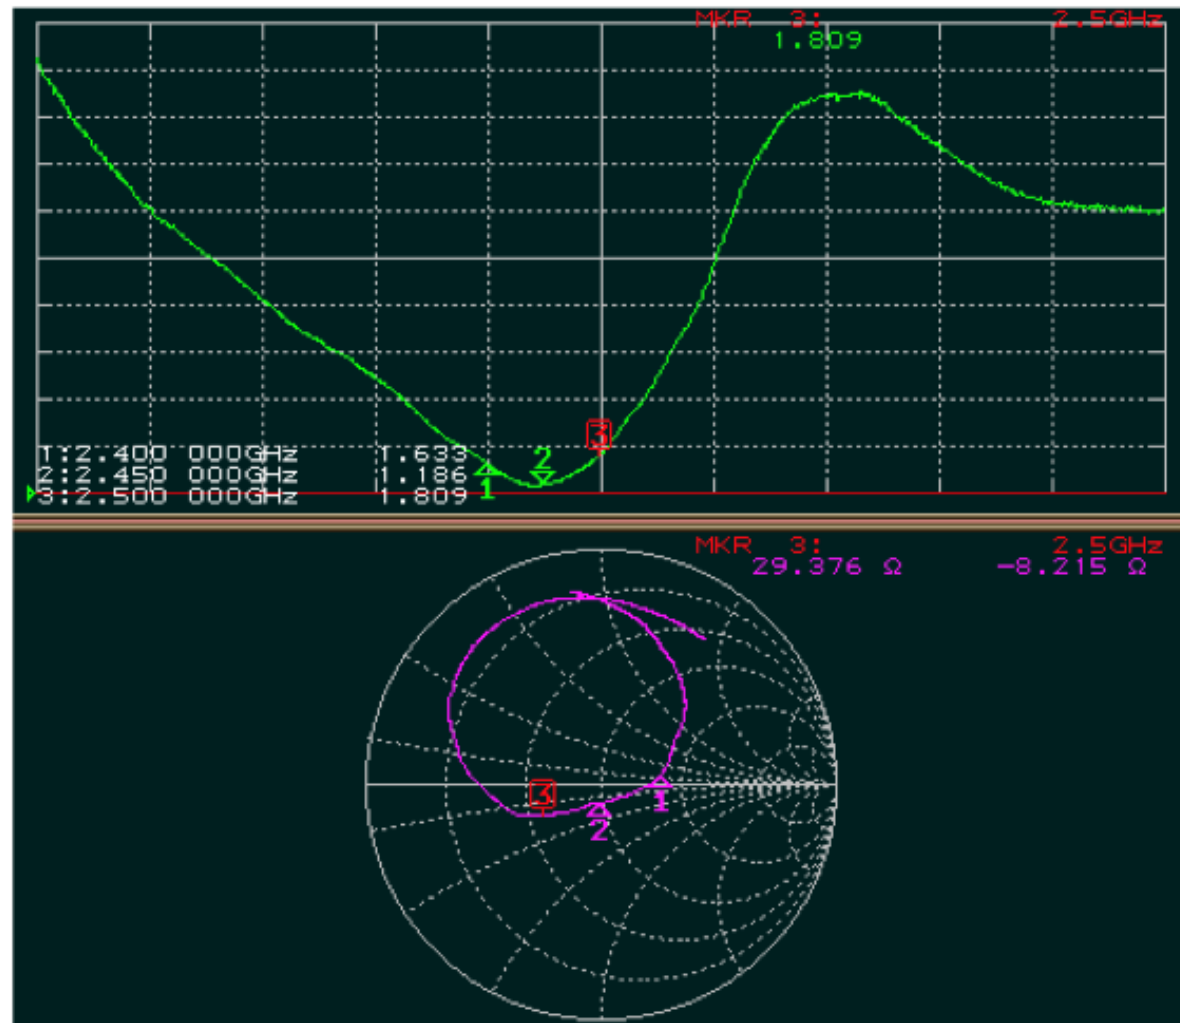 MKR 3: 2.5GHz
1.809
3
2
1
1:2.400 000GHz 1.633
2:2.450 000GHz 1.186
3:2.500 000GHz 1.809
MKR 3: 2.5GHz
29.376 Ω -8.215 Ω
3
1
2